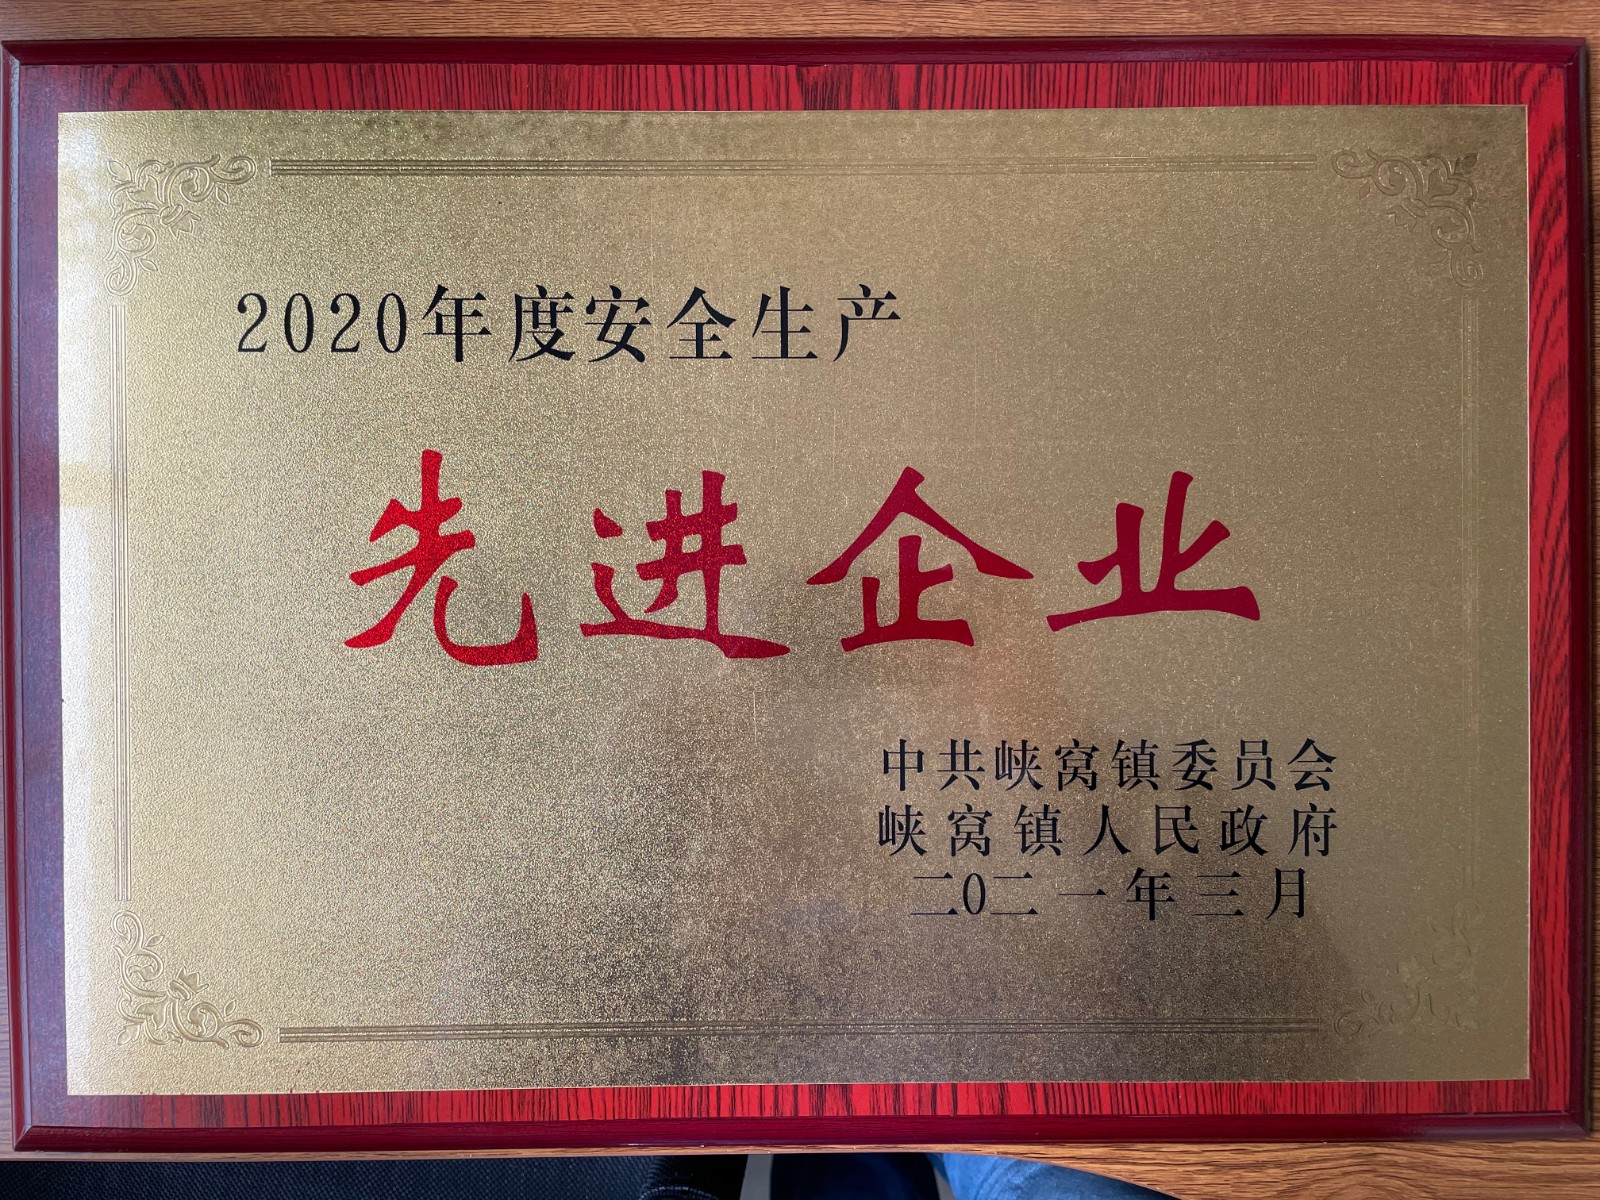 2020年度安全生产
先进企业
中共峡窝镇委员会
峡窝镇人民政府
二〇二一年三月